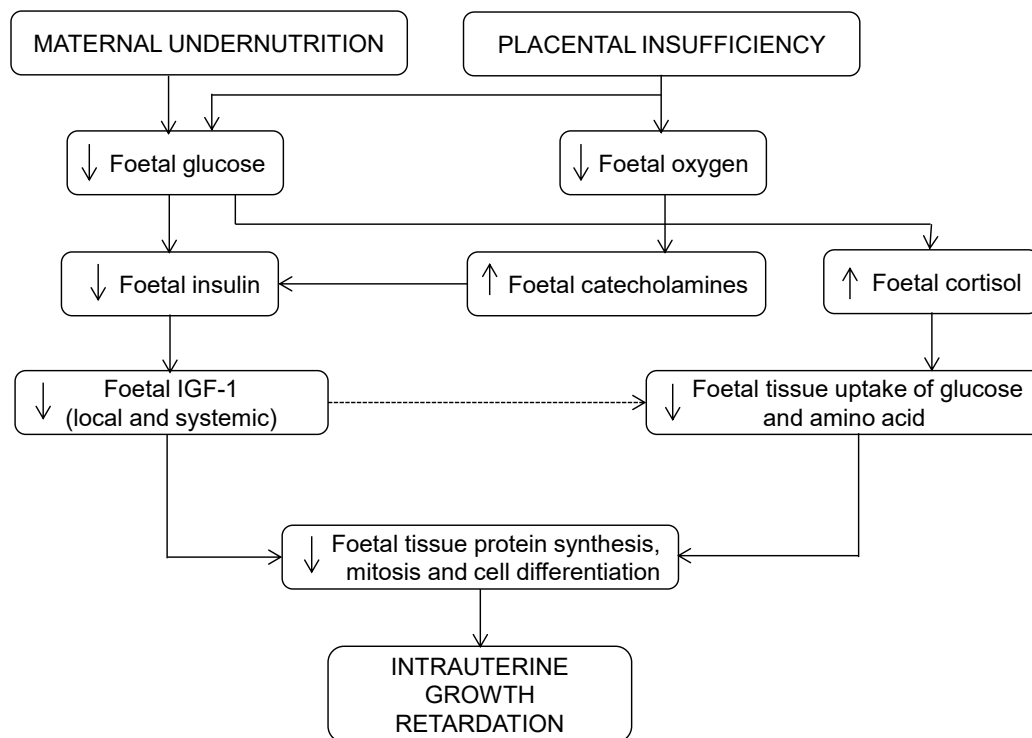 MATERNAL UNDERNUTRITION
PLACENTAL INSUFFICIENCY
↓ Foetal glucose
↓ Foetal oxygen
↓ Foetal insulin
↑ Foetal catecholamines
↑ Foetal cortisol
↓ Foetal IGF-1
(local and systemic)
↓ Foetal tissue uptake of glucose
and amino acid
↓ Foetal tissue protein synthesis,
mitosis and cell differentiation
INTRAUTERINE
GROWTH
RETARDATION